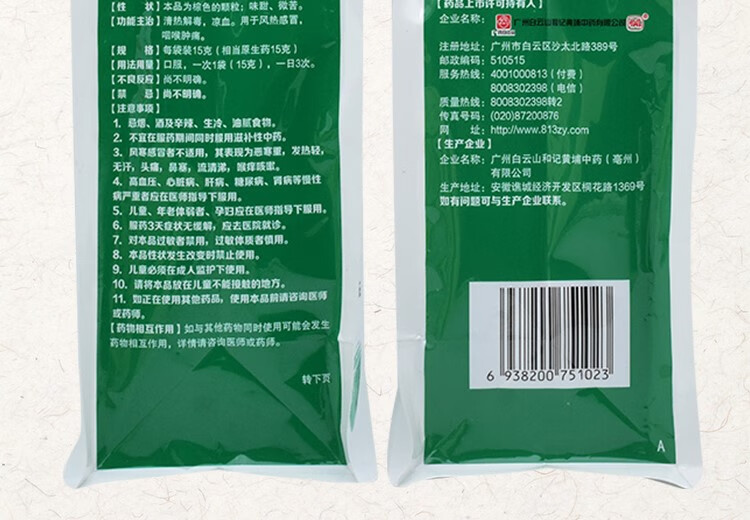 【性 状】本品为棕色的颗粒；味甜、微苦。
【功能主治】清热解毒，凉血。用于风热感冒，
咽喉肿痛。
【规 格】每袋装15克（相当原生药15克）
【用法用量】口服，一次1袋（15克），一日3次。
【不良反应】尚不明确。
【禁 忌】尚不明确。
【注意事项】
1. 忌烟、酒及辛辣、生冷、油腻食物。
2. 不宜在服药期间同时服用滋补性中药。
3. 风寒感冒者不适用，其表现为恶寒重，发热轻，
无汗，头痛，鼻塞，流清涕，喉痒咳嗽。
4. 高血压、心脏病、肝病、糖尿病、肾病等慢性
病严重者应在医师指导下服用。
5. 儿童、年老体弱者、孕妇应在医师指导下服用。
6. 服药3天症状无缓解，应去医院就诊。
7. 对本品过敏者禁用，过敏体质者慎用。
8. 本品性状发生改变时禁止使用。
9. 儿童必须在成人监护下使用。
10. 请将本品放在儿童不能接触的地方。
11. 如正在使用其他药品，使用本品前请咨询医师
或药师。
【药物相互作用】如与其他药物同时使用可能会发生
药物相互作用，详情请咨询医师或药师。
转下页
【药品上市许可持有人】
企业名称：广州白云山和记黄埔中药有限公司
注册地址：广州市白云区沙太北路389号
邮政编码：510515
服务热线：4001000813（付费）
8008302398（电信）
质量热线：8008302398转2
传真号码：(020)87200876
网 址：http://www.813zy.com
【生产企业】
企业名称：广州白云山和记黄埔中药（亳州）
有限公司
生产地址：安徽谯城经济开发区桐花路1369号
如有问题可与生产企业联系。
6 938200 751023
A